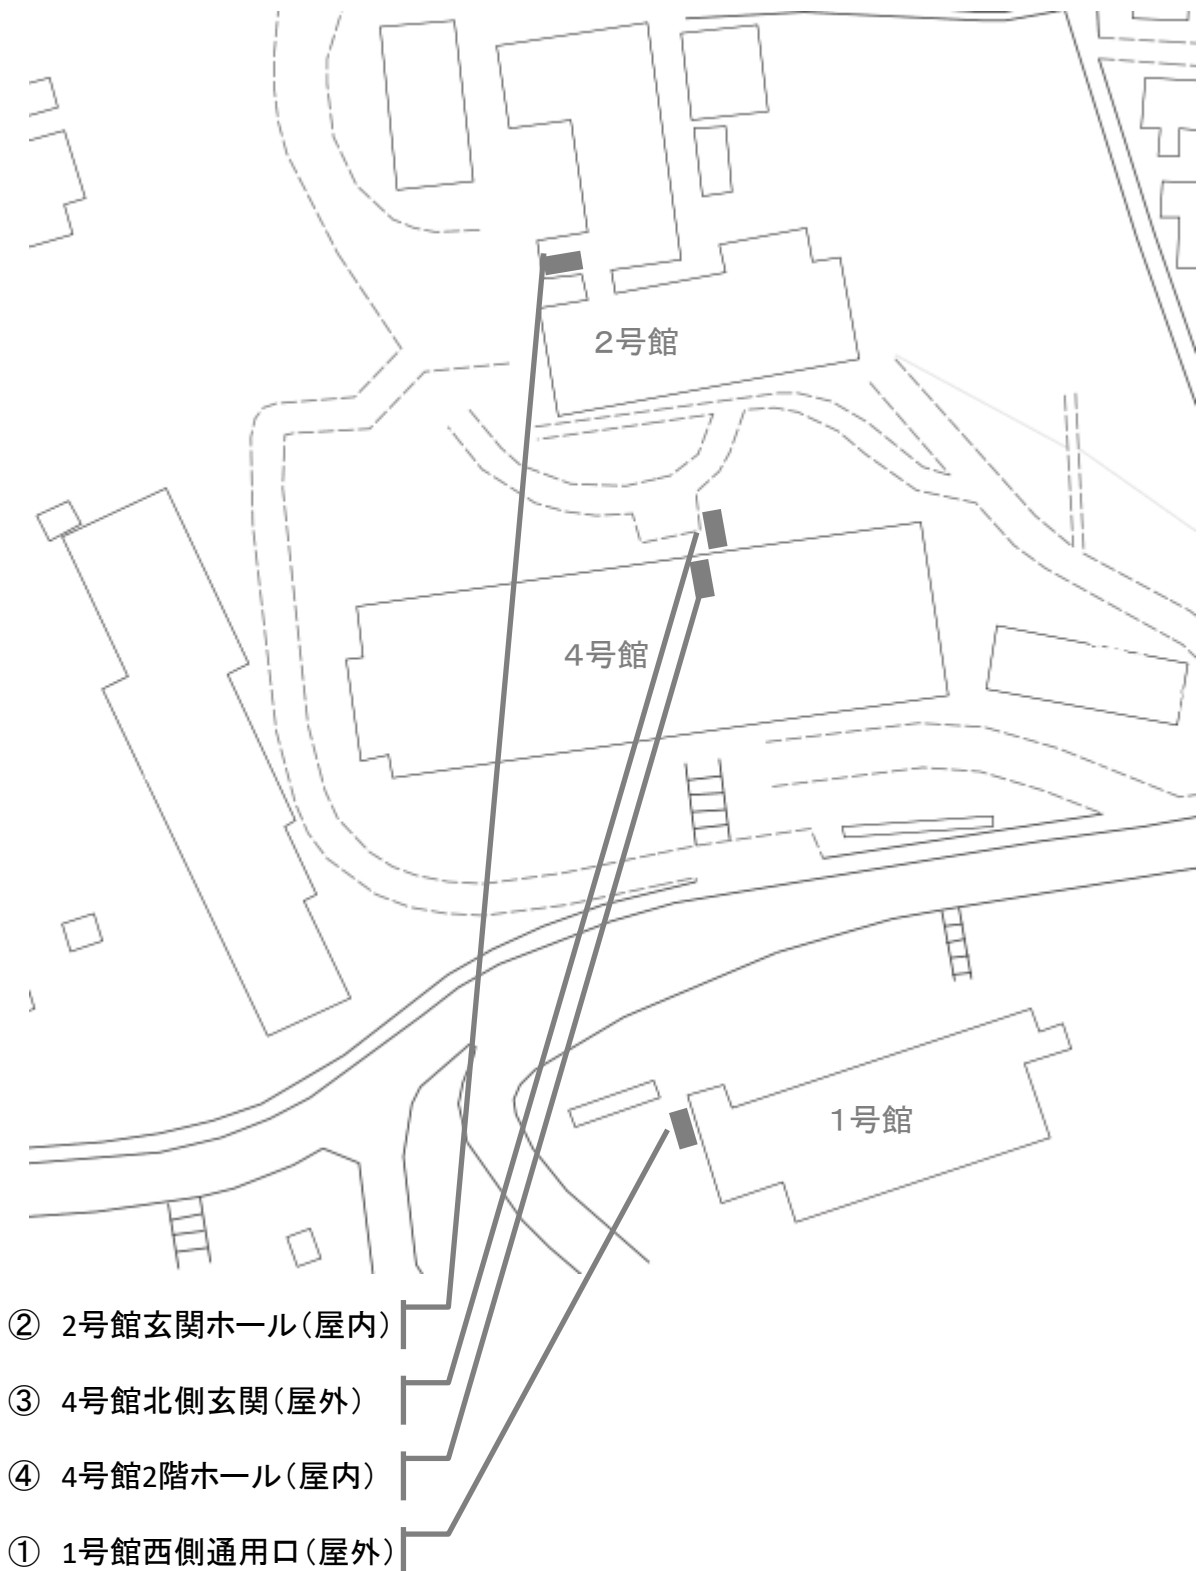 2号館
4号館
1号館
② 2号館玄関ホール(屋内)
③ 4号館北側玄関(屋外)
④ 4号館2階ホール(屋内)
① 1号館西側通用口(屋外)